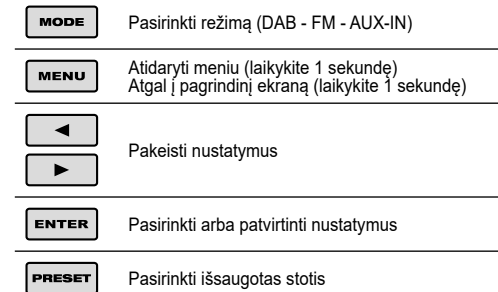 MODE Pasirinkti režimą (DAB - FM - AUX-IN)
MENU Atidaryti meniu (laikykite 1 sekundę)
Atgal į pagrindinį ekraną (laikykite 1 sekundę)
Pakeisti nustatymus
ENTER Pasirinkti arba patvirtinti nustatymus
PRESET Pasirinkti išsaugotas stotis